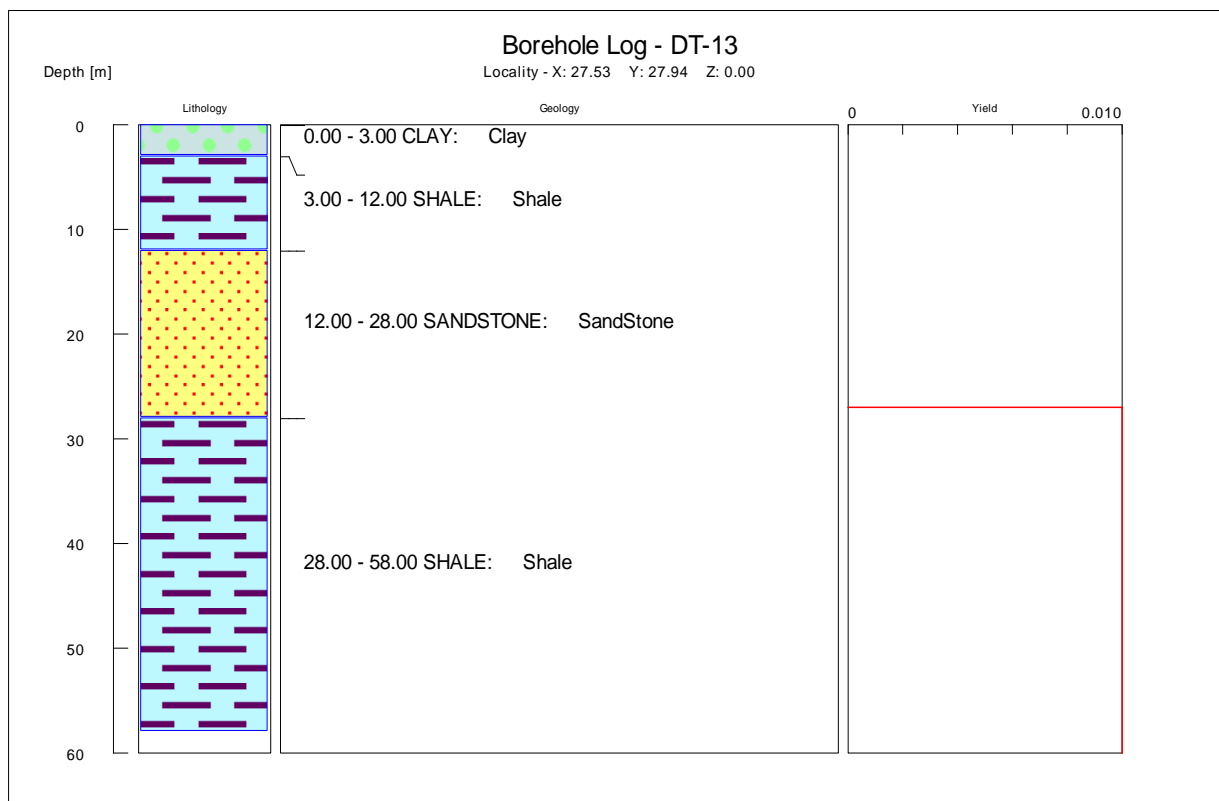 Borehole Log - DT-13
Depth [m]
Locality - X: 27.53 Y: 27.94 Z: 0.00
Lithology
Geology
0 Yield 0.010
0
0.00 - 3.00 CLAY: Clay
3.00 - 12.00 SHALE: Shale
10
12.00 - 28.00 SANDSTONE: SandStone
20
30
40
28.00 - 58.00 SHALE: Shale
50
60